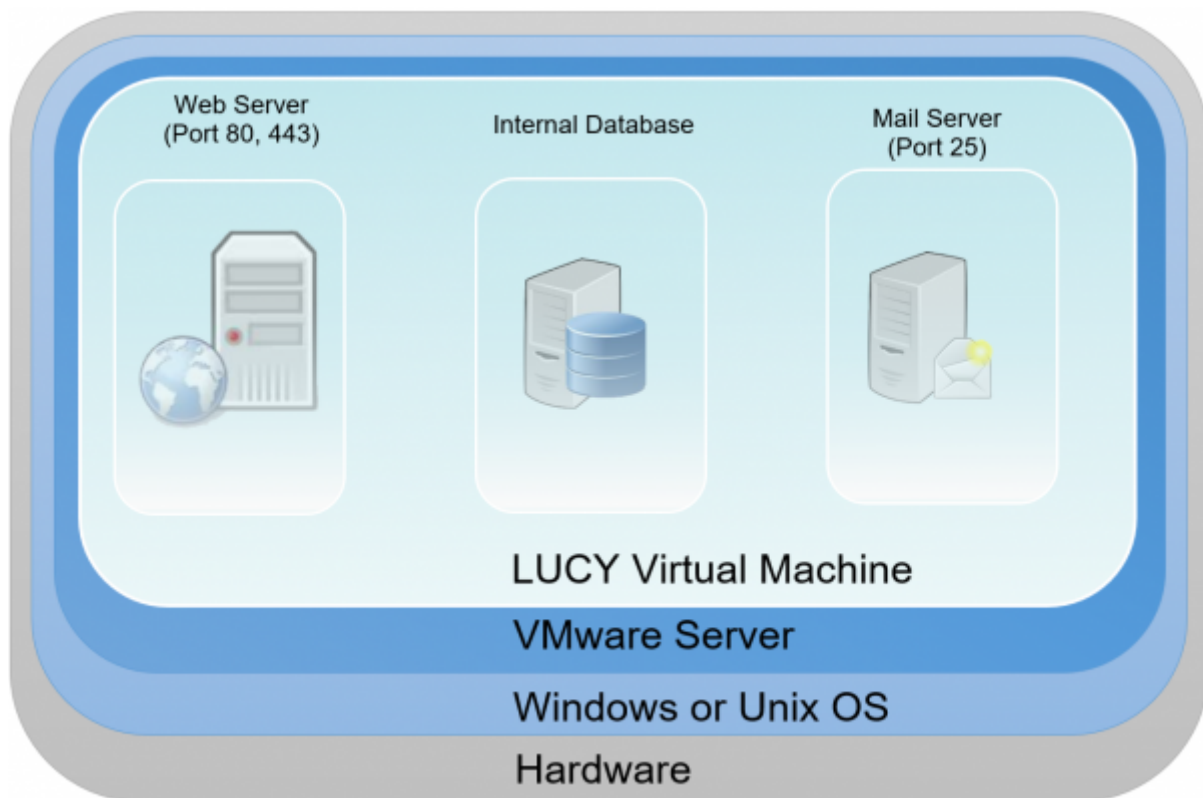 Web Server
(Port 80, 443)
Internal Database
Mail Server
(Port 25)
LUCY Virtual Machine
VMware Server
Windows or Unix OS
Hardware